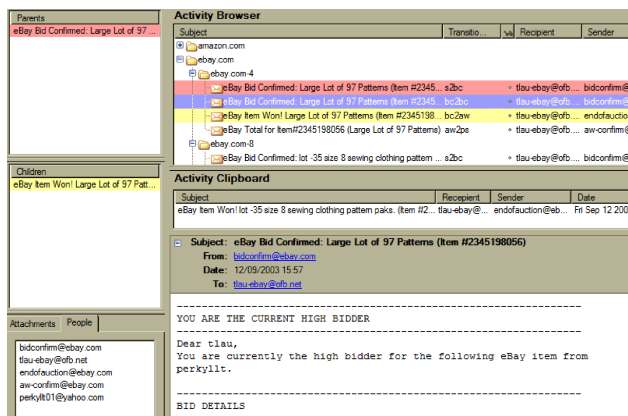 Parents
eBay Bid Confirmed: Large Lot of 97 ...
Children
eBay Item Won! Large Lot of 97 Patt...
Attachments People
bidconfirm@ebay.com
tlau-ebay@ofb.net
endofauction@ebay.com
aw-confirm@ebay.com
perkyllt01@yahoo.com
Activity Browser
Subject Transitio... Recipient Sender
amazon.com
ebay.com
ebay.com-4
eBay Bid Confirmed: Large Lot of 97 Patterns (Item #2345... s2bc tlau-ebay@ofb.... bidconfirm@
eBay Bid Confirmed: Large Lot of 97 Patterns (Item #2345... bc2bc tlau-ebay@ofb.... bidconfirm@
eBay Item Won! Large Lot of 97 Patterns (Item #2345198... bc2aw tlau-ebay@ofb.... endofauctio
eBay Total for Item#2345198056 (Large Lot of Patterns) aw2ps tlau-ebay@ofb.... aw-confirm@
ebay.com-8
eBay Bid Confirmed: lot -35 size 8 sewing clothing pattern ... s2bc tlau-ebay@ofb.... bidconfirm@
Activity Clipboard
Subject Recepient Sender Date
eBay Item Won! lot -35 size 8 sewing clothing pattern paks. (Item #2... tlau-ebay@... endofauction@eb... Fri Sep 12 200
Subject: eBay Bid Confirmed: Large Lot of 97 Patterns (Item #2345198056)
From: bidconfirm@ebay.com
Date: 12/09/2003 15:57
To: tlau-ebay@ofb.net
YOU ARE THE CURRENT HIGH BIDDER
Dear tlau,
You are currently the high bidder for the following eBay item from
perkyllt.
BID DETAILS